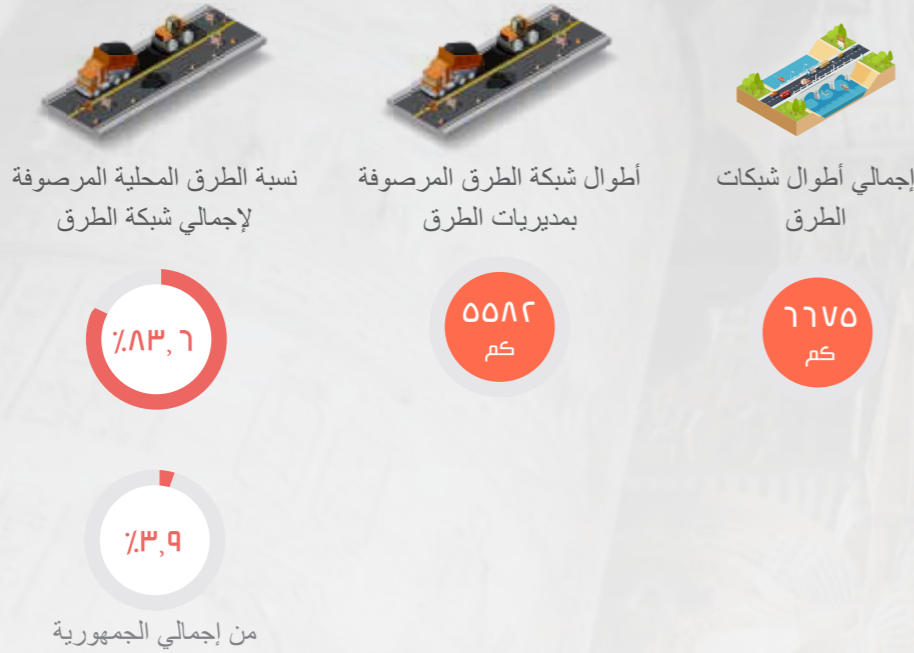 إجمالي أطوال شبكات
الطرق
٦٦٧٥
كم
أطوال شبكة الطرق المرصوفة
بمديريات الطرق
٥٥٨٢
كم
نسبة الطرق المحلية المرصوفة
لإجمالي شبكة الطرق
٪٨٣,٦
٪٣,٩
من إجمالي الجمهورية